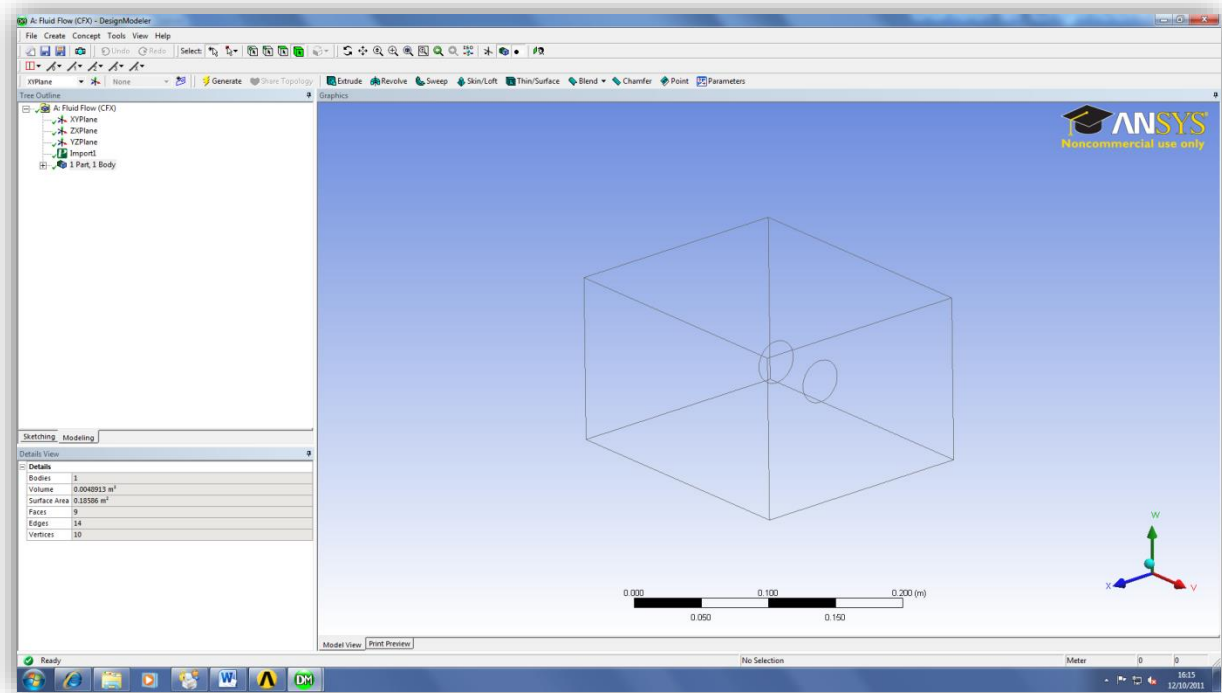 A: Fluid Flow (CFX) - DesignModeler
File Create Concept Tools View Help
Undo Redo Select:
XYPlane None Generate Share Topology Extrude Revolve Sweep Skin/Loft Thin/Surface Blend Chamfer Point Parameters
Tree Outline
A: Fluid Flow (CFX)
XYPlane
ZXPlane
YZPlane
Import1
1 Part, 1 Body
Sketching Modeling
Details View
Details
Bodies 1
Volume 0.0048913 m³
Surface Area 0.18586 m²
Faces 9
Edges 14
Vertices 10
Graphics
ANSYS
Noncommercial use only
W
X
V
0.000 0.100 0.200 (m)
0.050 0.150
Model View Print Preview
Ready No Selection Meter 0 0
W DM
16:15
12/10/2011